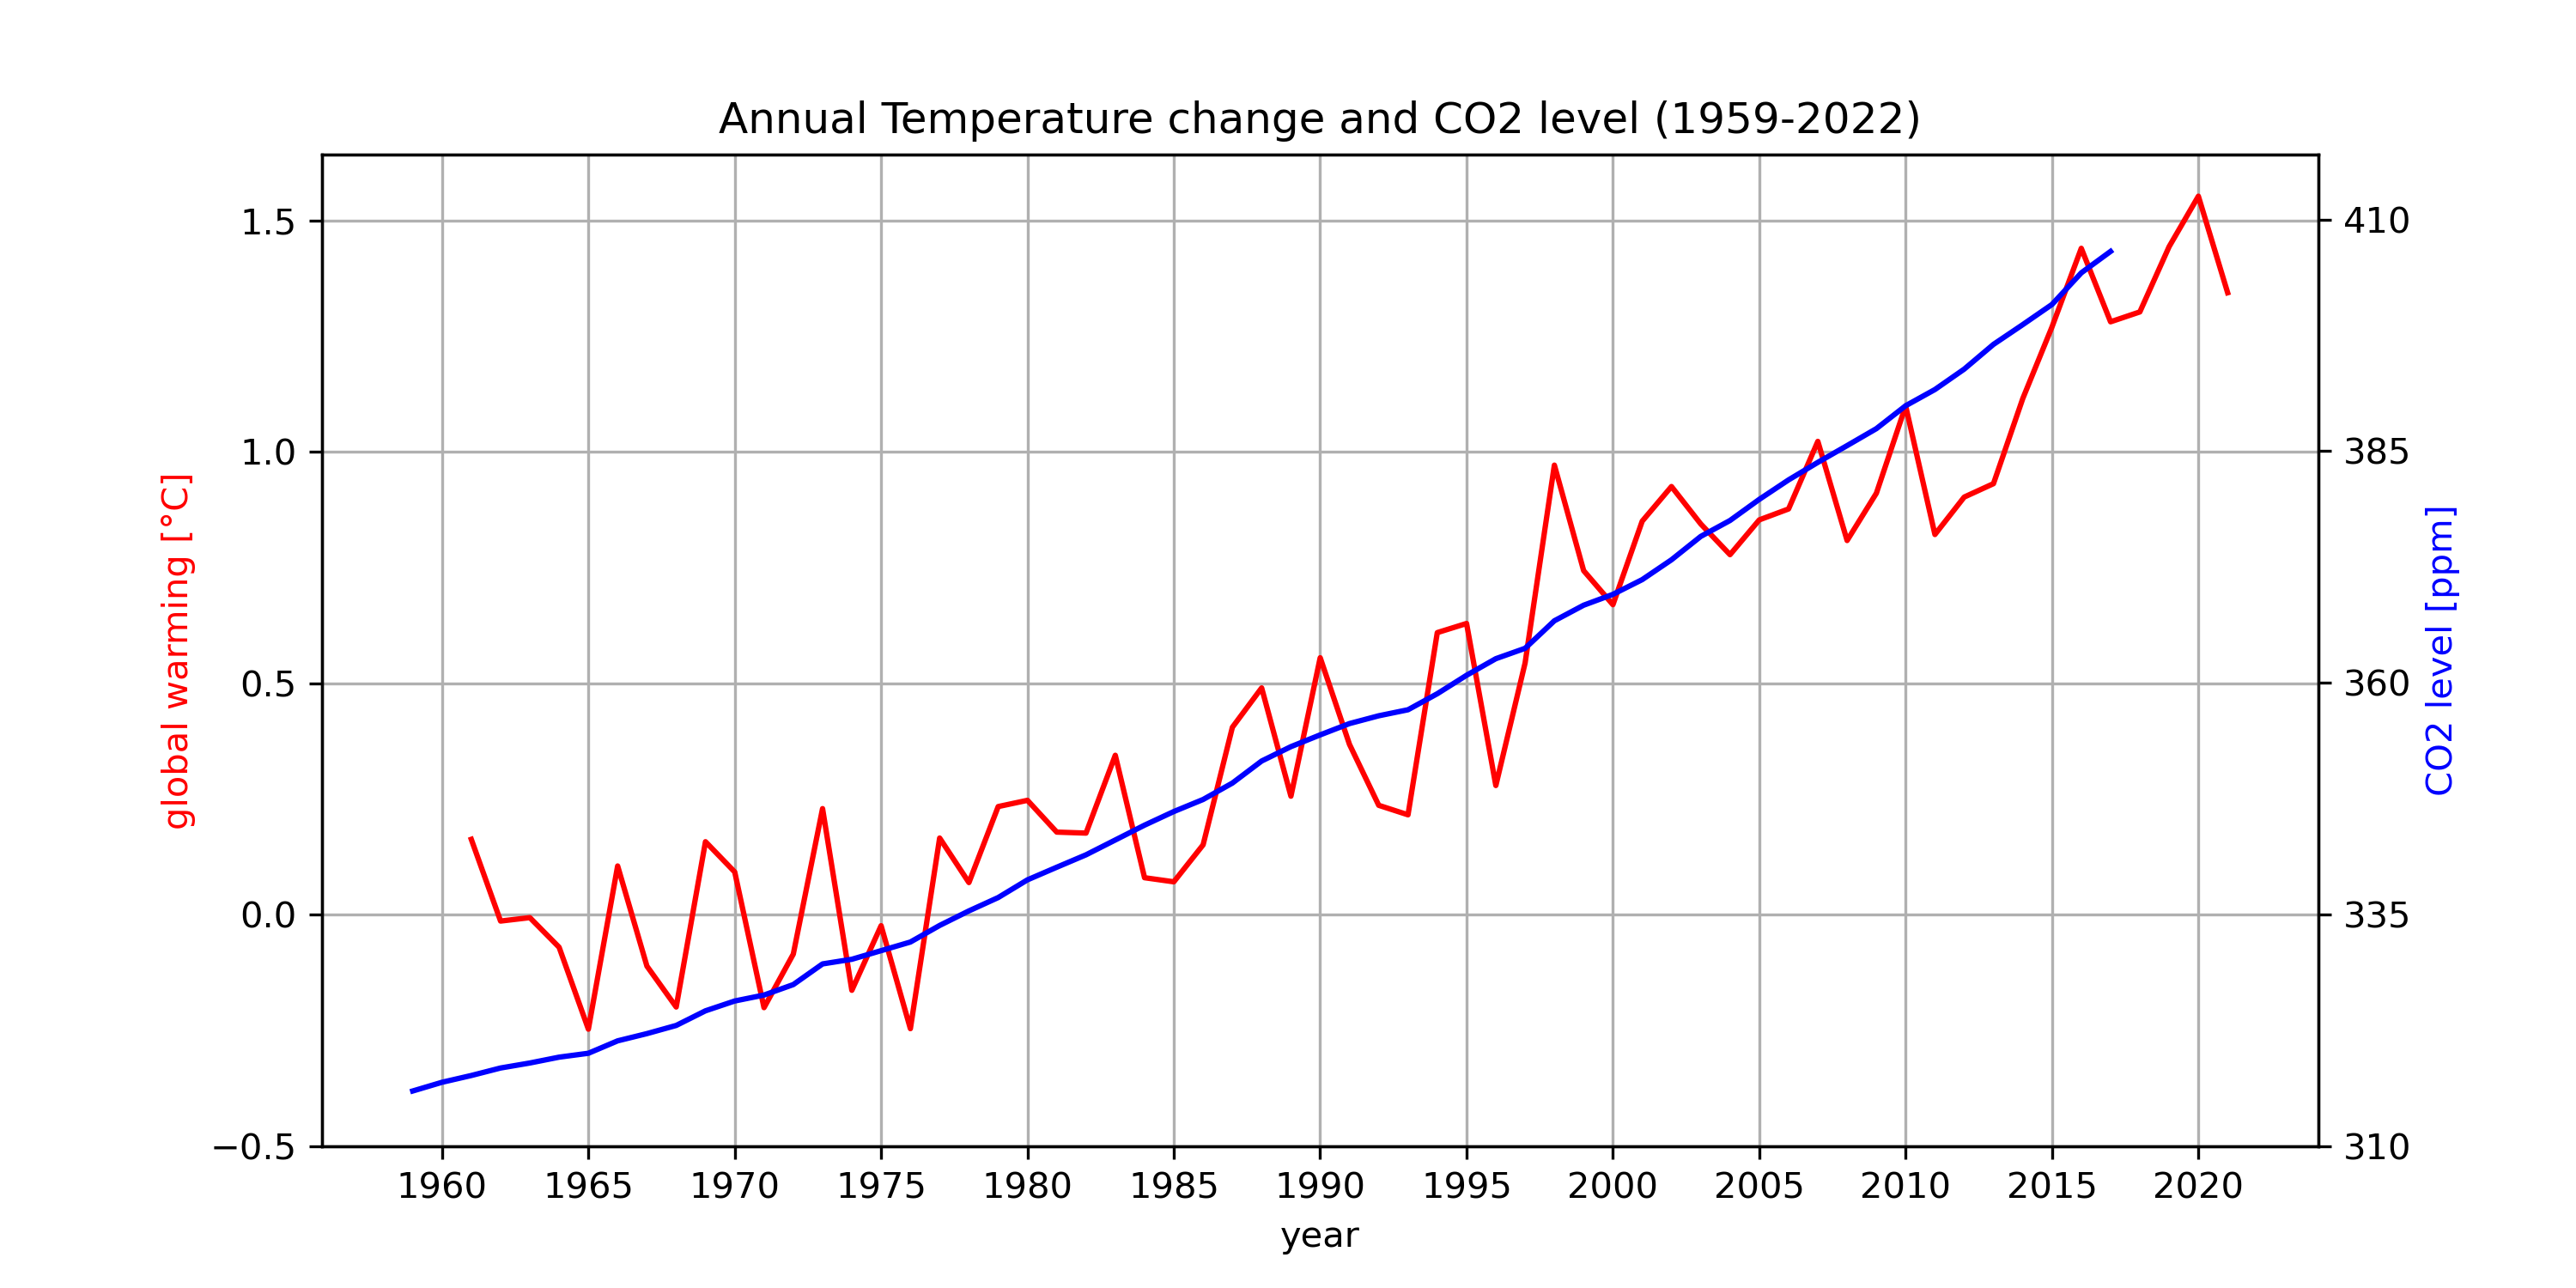 Annual Temperature change and CO2 level (1959-2022)
1.5
1.0
0.5
0.0
−0.5
global warming [°C]
410
385
360
335
310
CO2 level [ppm]
1960 1965 1970 1975 1980 1985 1990 1995 2000 2005 2010 2015 2020
year